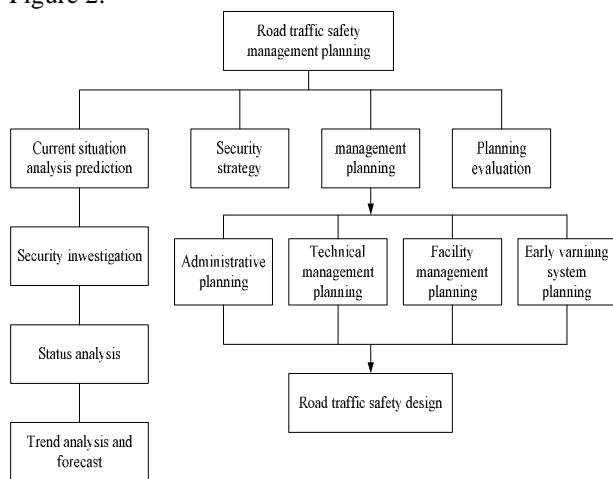 Figure 2.
Road traffic safety
management planning
Current situation
analysis prediction
Security
strategy
management
planning
Planning
evaluation
Security inwestigation
Administrative
planning
Technical
management
planning
Facility
management
planning
Early varninng
system
planning
Status analysis
Road traffic safety design
Trend analysis and
forecast